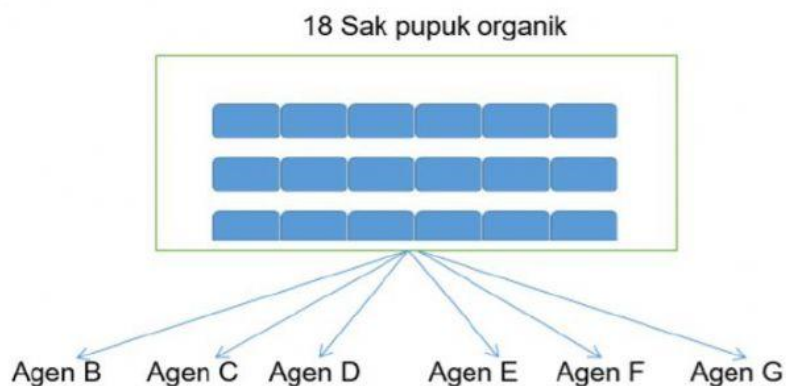 18 Sak pupuk organik
Agen B Agen C Agen D Agen E Agen F Agen G